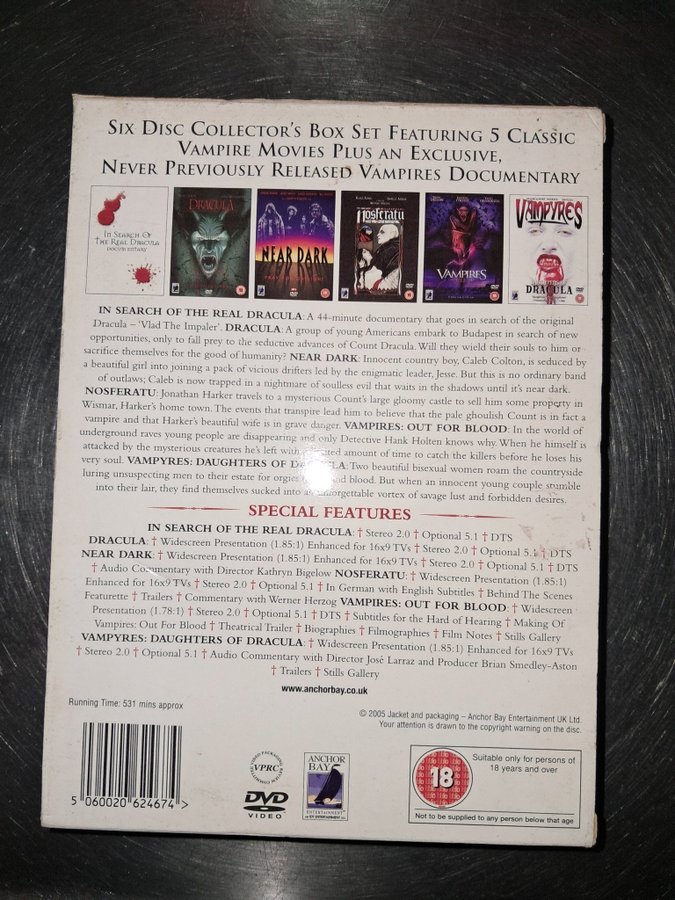 Six Disc Collector's Box Set Featuring 5 Classic
Vampire Movies Plus an Exclusive,
Never Previously Released Vampires Documentary
In Search of
The Real Dracula
documentary
DRACULA
NEAR DARK
Nosferatu
VAMPIRES
VAMPYRES
DRACULA
IN SEARCH OF THE REAL DRACULA: A 44-minute documentary that goes in search of the original
Dracula – 'Vlad The Impaler'. DRACULA: A group of young Americans embark to Budapest in search of new
opportunities, only to fall prey to the seductive advances of Count Dracula. Will they wield their souls to him or
sacrifice themselves for the good of humanity? NEAR DARK: Innocent country boy, Caleb Colton, is seduced by
a beautiful girl into joining a pack of vicious drifters led by the enigmatic leader, Jesse. But this is no ordinary band
of outlaws; Caleb is now trapped in a nightmare of soulless evil that waits in the shadows until it's near dark.
NOSFERATU: Jonathan Harker travels to a mysterious Count's large gloomy castle to sell him some property in
Wismar, Harker's home town. The events that transpire lead him to believe that the pale ghoulish Count is in fact a
vampire and that Harker's beautiful wife is in grave danger. VAMPIRES: OUT FOR BLOOD: In the world of
underground raves young people are disappearing and only Detective Hank Holten knows why. When he himself is
attacked by the mysterious creatures he's left with amount of time to catch the killers before he loses his
very soul. VAMPYRES: DAUGHTERS OF DRACULA: Two beautiful bisexual women roam the countryside
luring unsuspecting men to their estate for orgies and blood. But when an innocent young couple stumble
into their lair, they find themselves sucked into an unforgettable vortex of savage lust and forbidden desires.
SPECIAL FEATURES
IN SEARCH OF THE REAL DRACULA: † Stereo 2.0 † Optional 5.1 † DTS
DRACULA: † Widescreen Presentation (1.85:1) Enhanced for 16x9 TVs † Stereo 2.0 † Optional 5.1 † DTS
NEAR DARK: † Widescreen Presentation (1.85:1) Enhanced for 16x9 TVs † Stereo 2.0 † Optional 5.1 † DTS
† Audio Commentary with Director Kathryn Bigelow NOSFERATU: † Widescreen Presentation (1.85:1)
Enhanced for 16x9 TVs † Stereo 2.0 † Optional 5.1 † In German with English Subtitles † Behind The Scenes
Featurette † Trailers † Commentary with Werner Herzog VAMPIRES: OUT FOR BLOOD: † Widescreen
Presentation (1.78:1) † Stereo 2.0 † Optional 5.1 † DTS † Subtitles for the Hard of Hearing † Making Of
Vampires: Out For Blood † Theatrical Trailer † Biographies † Filmographies † Film Notes † Stills Gallery
VAMPYRES: DAUGHTERS OF DRACULA: † Widescreen Presentation (1.85:1) Enhanced for 16x9 TVs
† Stereo 2.0 † Optional 5.1 † Audio Commentary with Director José Larraz and Producer Brian Smedley-Aston
† Trailers † Stills Gallery
www.anchorbay.co.uk
Running Time: 531 mins approx
© 2005 Jacket and packaging – Anchor Bay Entertainment UK Ltd.
Your attention is drawn to the copyright warning on the disc.
5 060020 624674 >
VIDEO PACKAGING REVIEW COMMITTEE
VPRC
DVD
VIDEO
ANCHOR
BAY
ENTERTAINMENT
18
Suitable only for persons of
18 years and over
Not to be supplied to any person below that age